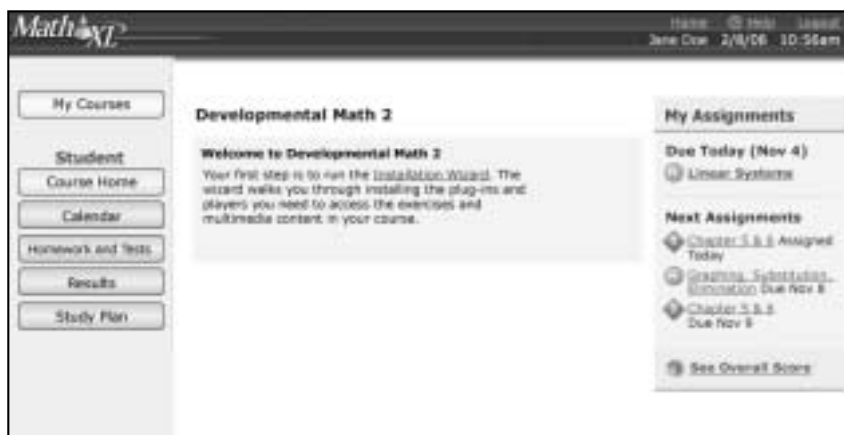 MathXL
Home Help Logout
Jane Doe 2/8/06 10:56am
My Courses
Student
Course Home
Calendar
Homework and Tests
Results
Study Plan
Developmental Math 2
Welcome to Developmental Math 2
Your first step is to run the Installation Wizard. The
wizard walks you through installing the plug-ins and
players you need to access the exercises and
multimedia content in your course.
My Assignments
Due Today (Nov 4)
Linear Systems
Next Assignments
Chapter 5 & 6 Assigned
Today
Graphing, Substitution,
Elimination Due Nov 8
Chapter 5 & 6
Due Nov 9
See Overall Score